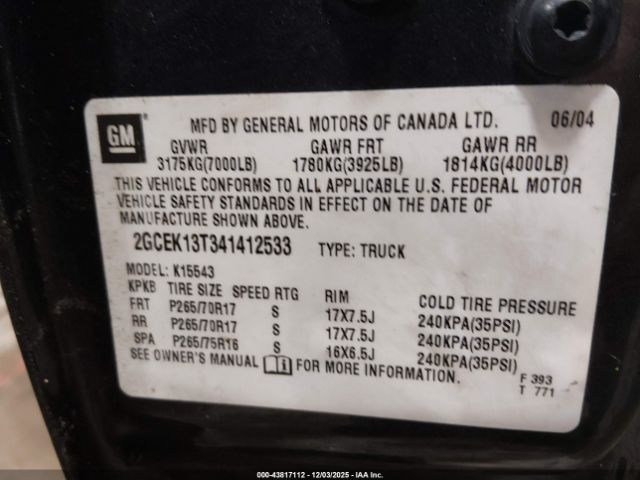 GM
MFD BY GENERAL MOTORS OF CANADA LTD. 06/04
GVWR GAWR FRT GAWR RR
3175KG(7000LB) 1780KG(3925LB) 1814KG(4000LB)
THIS VEHICLE CONFORMS TO ALL APPLICABLE U.S. FEDERAL MOTOR
VEHICLE SAFETY STANDARDS IN EFFECT ON THE DATE OF
MANUFACTURE SHOWN ABOVE.
2GCEK13T341412533 TYPE: TRUCK
MODEL: K15543
KPKB TIRE SIZE SPEED RTG RIM COLD TIRE PRESSURE
FRT P265/70R17 S 17X7.5J 240KPA(35PSI)
RR P265/70R17 S 17X7.5J 240KPA(35PSI)
SPA P265/75R16 S 16X6.5J 240KPA(35PSI)
SEE OWNER'S MANUAL FOR MORE INFORMATION.
F 393
T 771
000-43817112 - 12/03/2025 - IAA Inc.